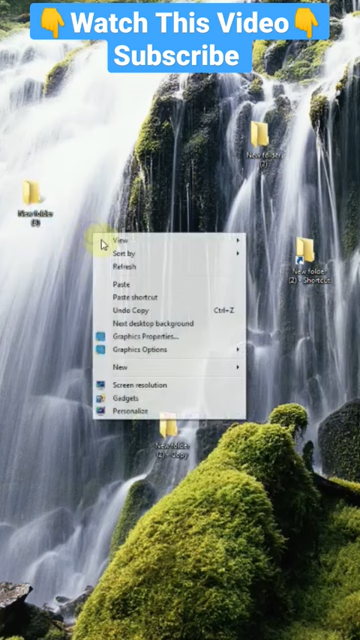 👇Watch This Video👇
Subscribe
New folder
(2)
New folder
(3)
New folder
(2) - Shortcut
View
Sort by
Refresh
Paste
Paste shortcut
Undo Copy Ctrl+Z
Next desktop background
Graphics Properties...
Graphics Options
New
Screen resolution
Gadgets
Personalize
New folder
- Copy